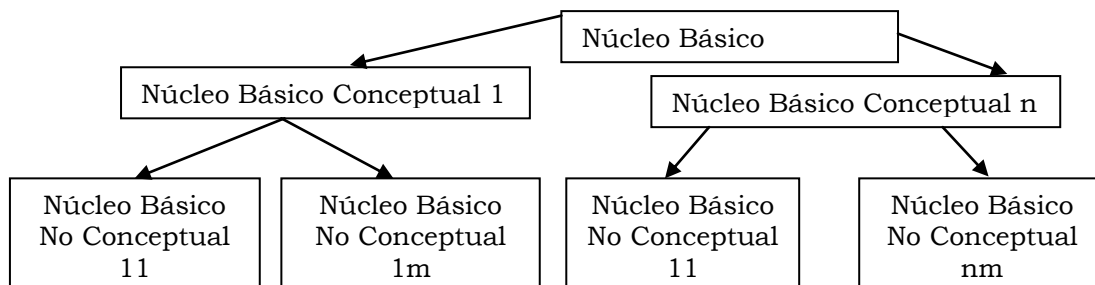 Núcleo Básico
Núcleo Básico Conceptual 1
Núcleo Básico Conceptual n
Núcleo Básico
No Conceptual
11
Núcleo Básico
No Conceptual
1m
Núcleo Básico
No Conceptual
11
Núcleo Básico
No Conceptual
nm